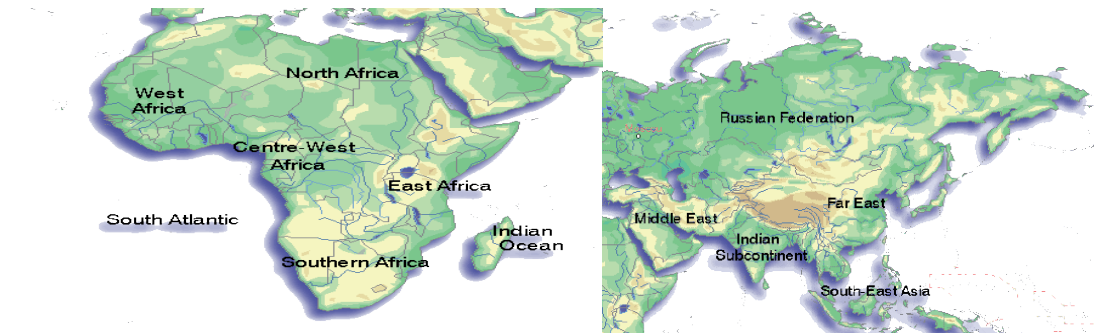 North Africa
West
Africa
Centre-West
Africa
East Africa
South Atlantic
Indian
Ocean
Southern Africa
Russian Federation
Far East
Middle East
Indian
Subcontinent
South-East Asia